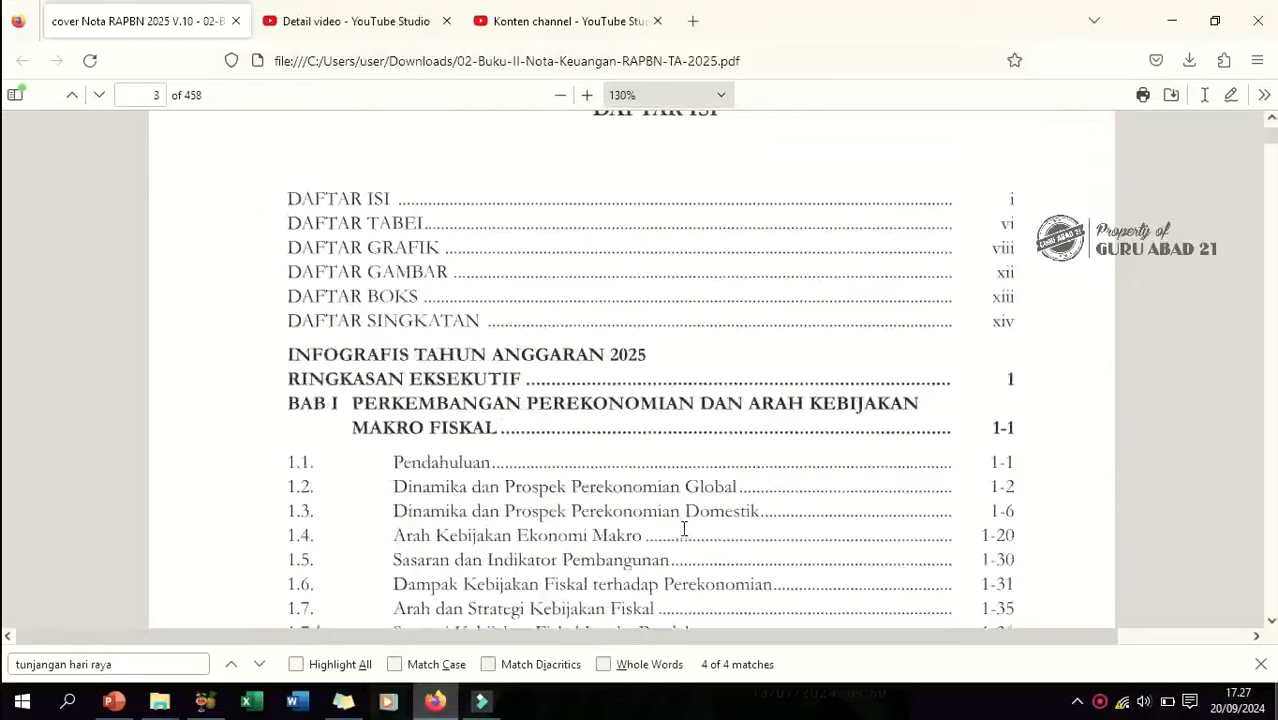 cover Nota RAPBN 2025 V.10 - 02-B
Detail video - YouTube Studio
Konten channel - YouTube Stu
file:///C:/Users/user/Downloads/02-Buku-II-Nota-Keuangan-RAPBN-TA-2025.pdf
3 of 458
130%
DAFTAR ISI
DAFTAR ISI i
DAFTAR TABEL vi
DAFTAR GRAFIK viii
DAFTAR GAMBAR xii
DAFTAR BOKS xiii
DAFTAR SINGKATAN xiv
Property of
GURU ABAD 21
GURU ABAD 21
INFOGRAFIS TAHUN ANGGARAN 2025
RINGKASAN EKSEKUTIF 1
BAB I PERKEMBANGAN PEREKONOMIAN DAN ARAH KEBIJAKAN
MAKRO FISKAL 1-1
1.1. Pendahuluan 1-1
1.2. Dinamika dan Prospek Perekonomian Global 1-2
1.3. Dinamika dan Prospek Perekonomian Domestik 1-6
1.4. Arah Kebijakan Ekonomi Makro 1-20
1.5. Sasaran dan Indikator Pembangunan 1-30
1.6. Dampak Kebijakan Fiskal terhadap Perekonomian 1-31
1.7. Arah dan Strategi Kebijakan Fiskal 1-35
tunjangan hari raya
Highlight All
Match Case
Match Diacritics
Whole Words
4 of 4 matches
17.27
20/09/2024